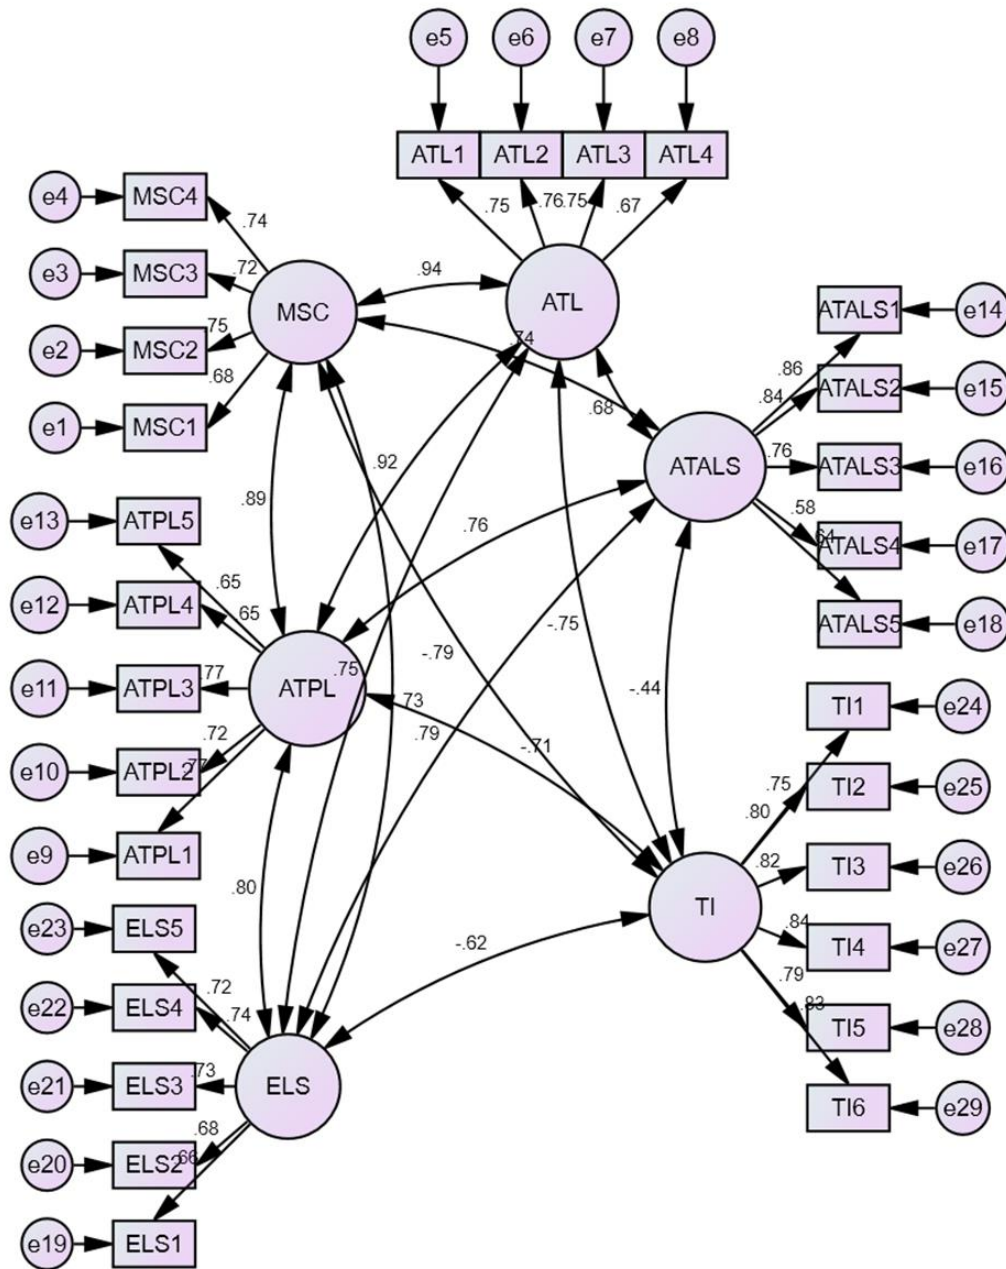 e5 e6 e7 e8
ATL1 ATL2 ATL3 ATL4
.75 .76 .75 .67
ATL
e4 MSC4 .74
e3 MSC3 .72
e2 MSC2 .75
e1 MSC1 .68
MSC
.94
.74
.68
e14 ATALS1 .86
e15 ATALS2 .84
e16 ATALS3 .76
e17 ATALS4 .58
e18 ATALS5 .64
ATALS
.92
.89
.76
e13 ATPL5 .65
e12 ATPL4 .65
e11 ATPL3 .77
e10 ATPL2 .72
e9 ATPL1 .77
ATPL
-.75
-.79
.75
-.44
.73
.79
-.71
TI1 e24
.75
TI2 e25
.80
TI3 e26
.82
TI4 e27
.84
TI5 e28
.79
TI6 e29
.83
TI
.80
-.62
e23 ELS5 .72
e22 ELS4 .74
e21 ELS3 .73
e20 ELS2 .68
e19 ELS1 .66
ELS